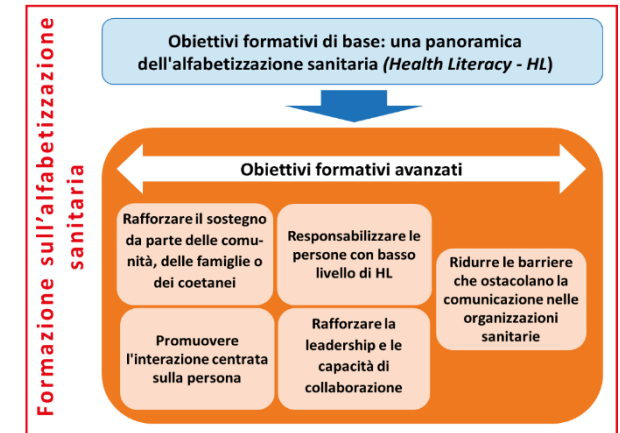 Formazione sull'alfabetizzazione
sanitaria
Obiettivi formativi di base: una panoramica
dell'alfabetizzazione sanitaria (Health Literacy - HL)
Obiettivi formativi avanzati
Rafforzare il sostegno
da parte delle comu-
nità, delle famiglie o
dei coetanei
Responsabilizzare le
persone con basso
livello di HL
Ridurre le barriere
che ostacolano la
comunicazione nelle
organizzazioni
sanitarie
Promuovere
l'interazione centrata
sulla persona
Rafforzare la
leadership e le
capacità di
collaborazione